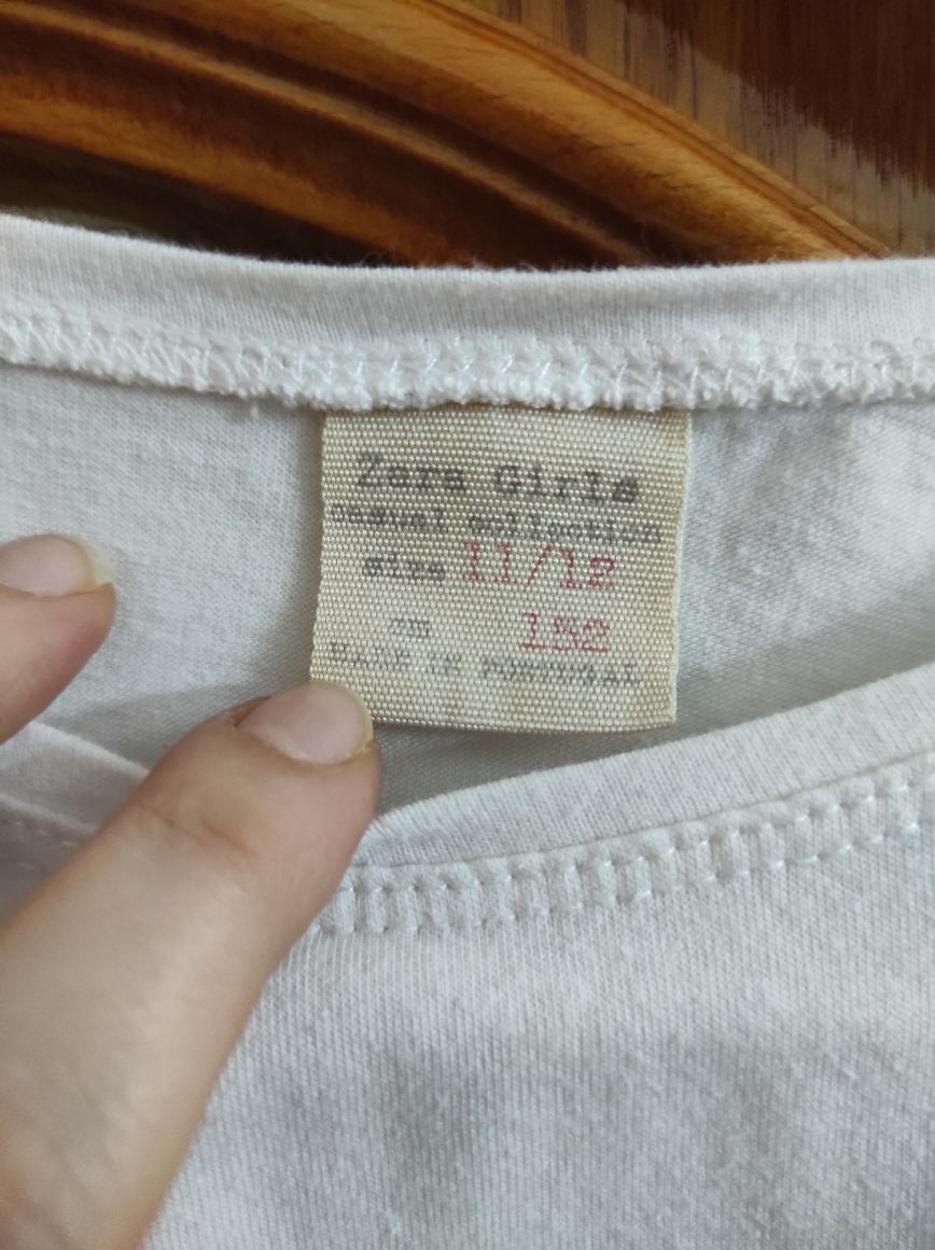 Zara Girls
casual collection
size 11/12
cm 152
MADE IN PORTUGAL